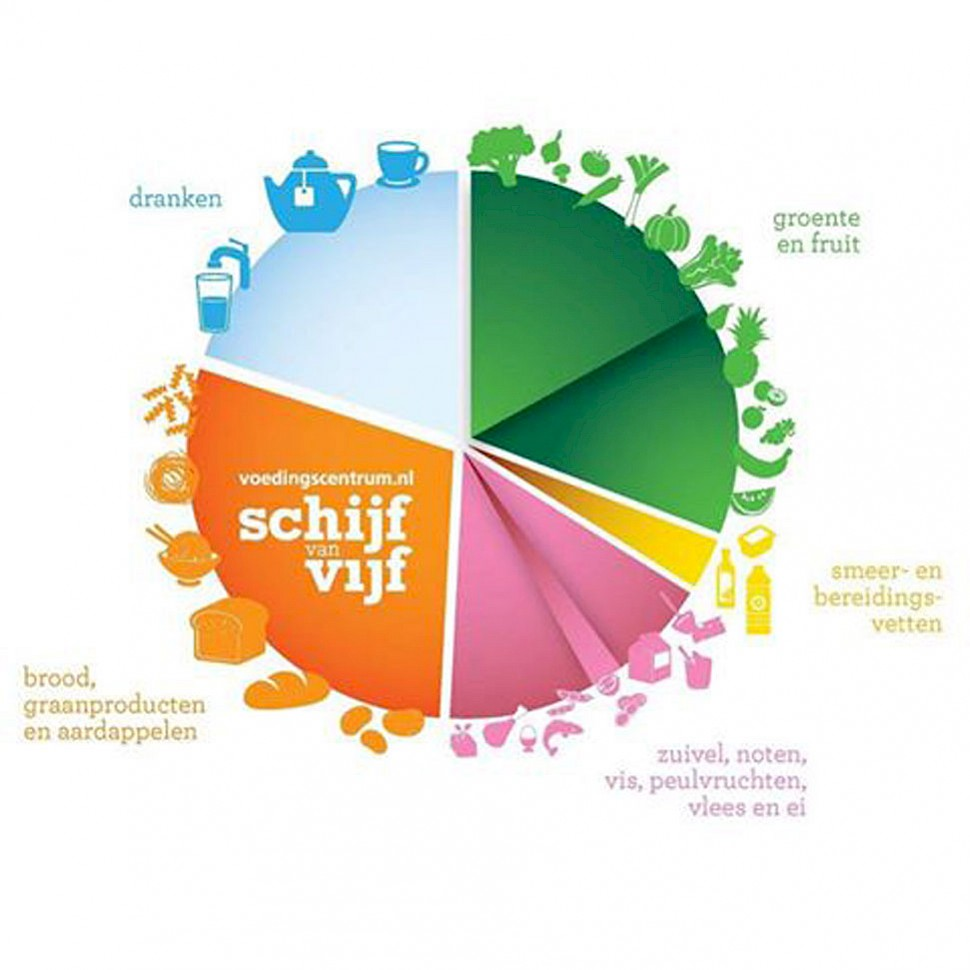 dranken
groente
en fruit
voedingscentrum.nl
schijf
van
vijf
smeer- en
bereidings-
vetten
brood,
graanproducten
en aardappelen
zuivel, noten,
vis, peulvruchten,
vlees en ei